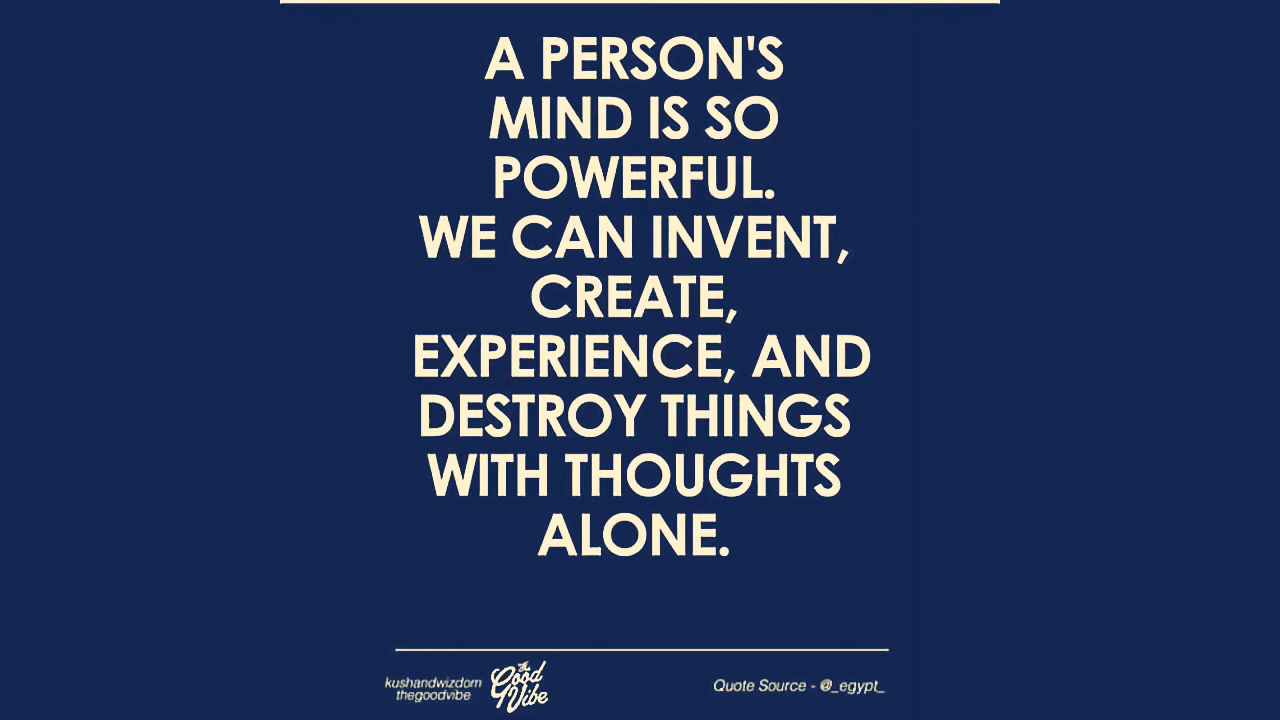 A PERSON'S
MIND IS SO
POWERFUL.
WE CAN INVENT,
CREATE,
EXPERIENCE, AND
DESTROY THINGS
WITH THOUGHTS
ALONE.
kushandwizdom
thegoodvibe
The
Good
Vibe
Quote Source - @_egypt_